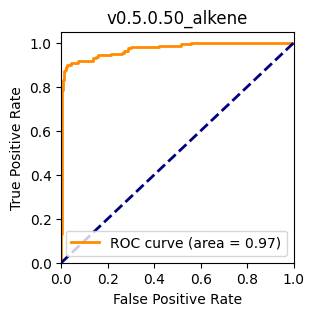 v0.5.0.50_alkene
1.0
0.8
0.6
0.4
0.2
0.0
True Positive Rate
ROC curve (area = 0.97)
0.0 0.2 0.4 0.6 0.8 1.0
False Positive Rate